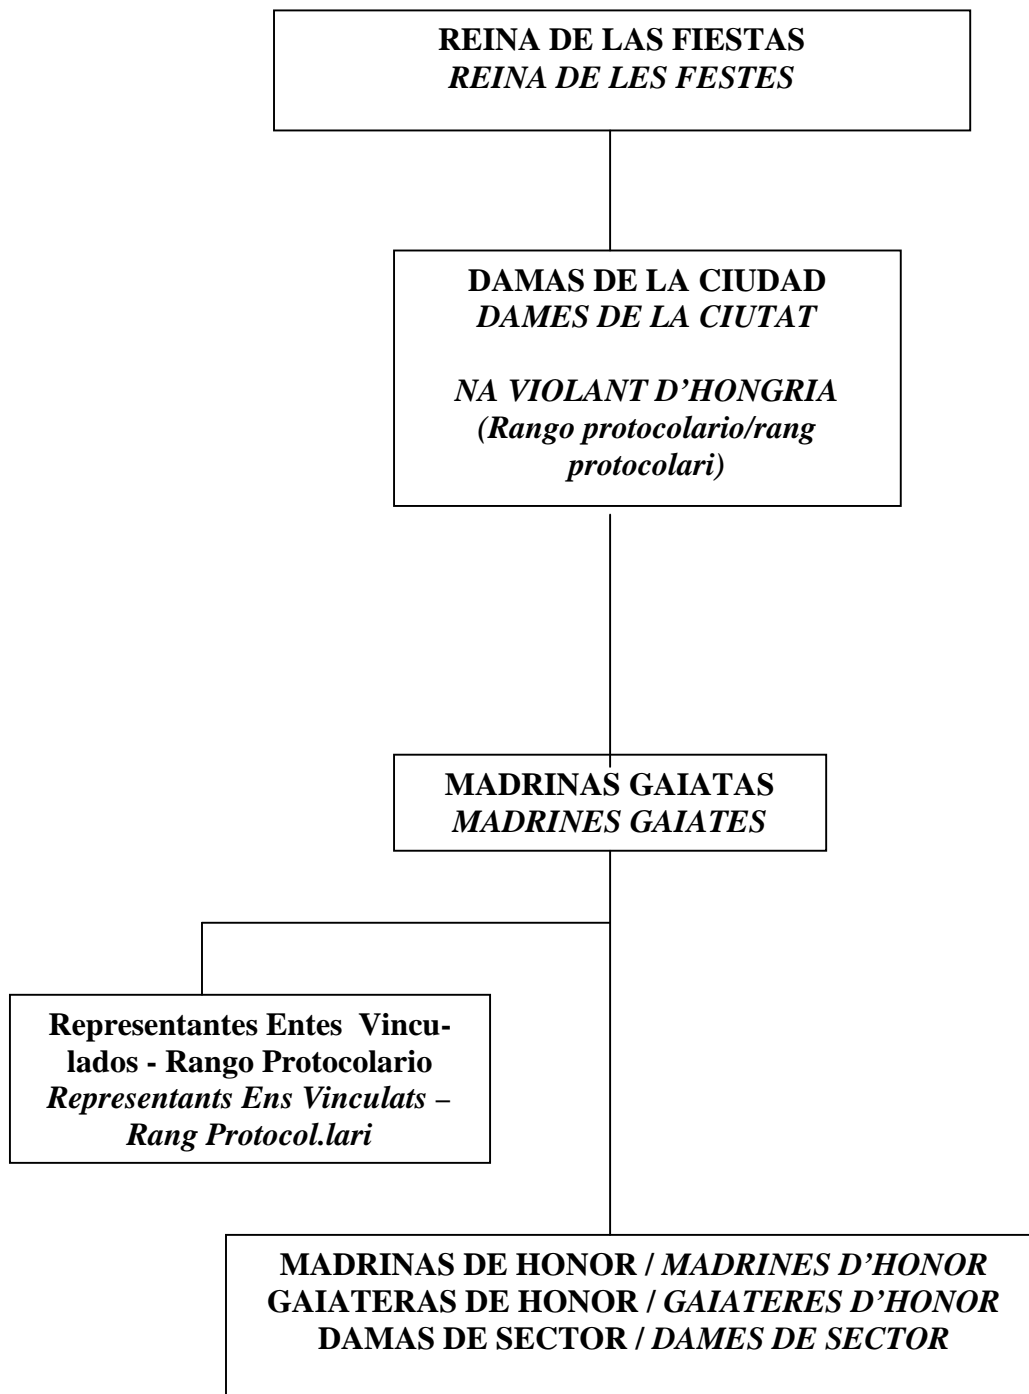 REINA DE LAS FIESTAS
REINA DE LES FESTES
DAMAS DE LA CIUDAD
DAMES DE LA CIUTAT
NA VIOLANT D’HONGRIA
(Rango protocolario/rang
protocolari)
MADRINAS GAIATAS
MADRINES GAIATES
Representantes Entes Vincu-
lados - Rango Protocolario
Representants Ens Vinculats –
Rang Protocol.lari
MADRINAS DE HONOR / MADRINES D’HONOR
GAIATERAS DE HONOR / GAIATERES D’HONOR
DAMAS DE SECTOR / DAMES DE SECTOR